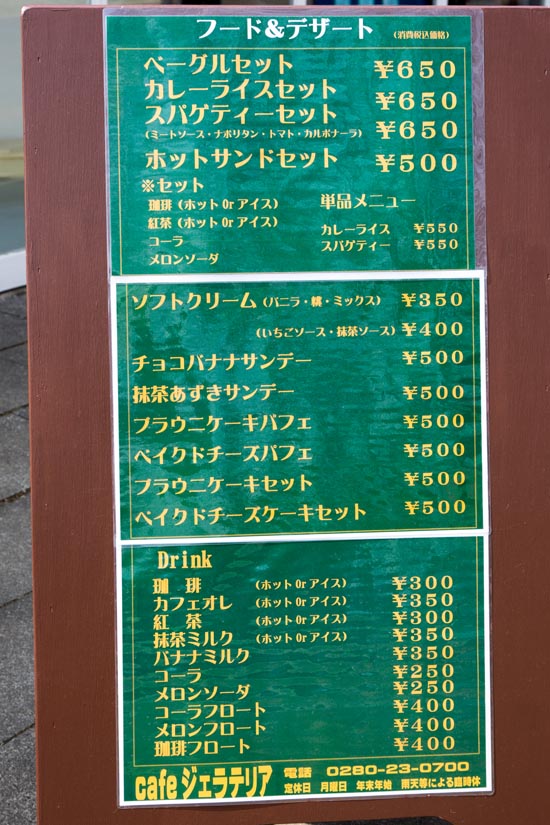 フード&デザート (消費税込価格)
ベーグルセット ¥650
カレーライスセット ¥650
スパゲティーセット ¥650
(ミートソース・ナポリタン・トマト・カルボナーラ)
ホットサンドセット ¥500
※セット
珈琲 (ホット Or アイス) 単品メニュー
紅茶 (ホット Or アイス) カレーライス ¥550
コーラ スパゲティー ¥550
メロンソーダ
ソフトクリーム (バニラ・桃・ミックス) ¥350
(いちごソース・抹茶ソース) ¥400
チョコバナナサンデー ¥500
抹茶あずきサンデー ¥500
ブラウニケーキパフェ ¥500
ベイクドチーズパフェ ¥500
ブラウニケーキセット ¥500
ベイクドチーズケーキセット ¥500
Drink
珈 琲 (ホット Or アイス) ¥300
カフェオレ (ホット Or アイス) ¥350
紅 茶 (ホット Or アイス) ¥300
抹茶ミルク (ホット Or アイス) ¥350
バナナミルク ¥350
コーラ ¥250
メロンソーダ ¥250
コーラフロート ¥400
メロンフロート ¥400
珈琲フロート ¥400
cafe ジェラテリア 電話 0280-23-0700
定休日 月曜日 年末年始 雨天等による臨時休